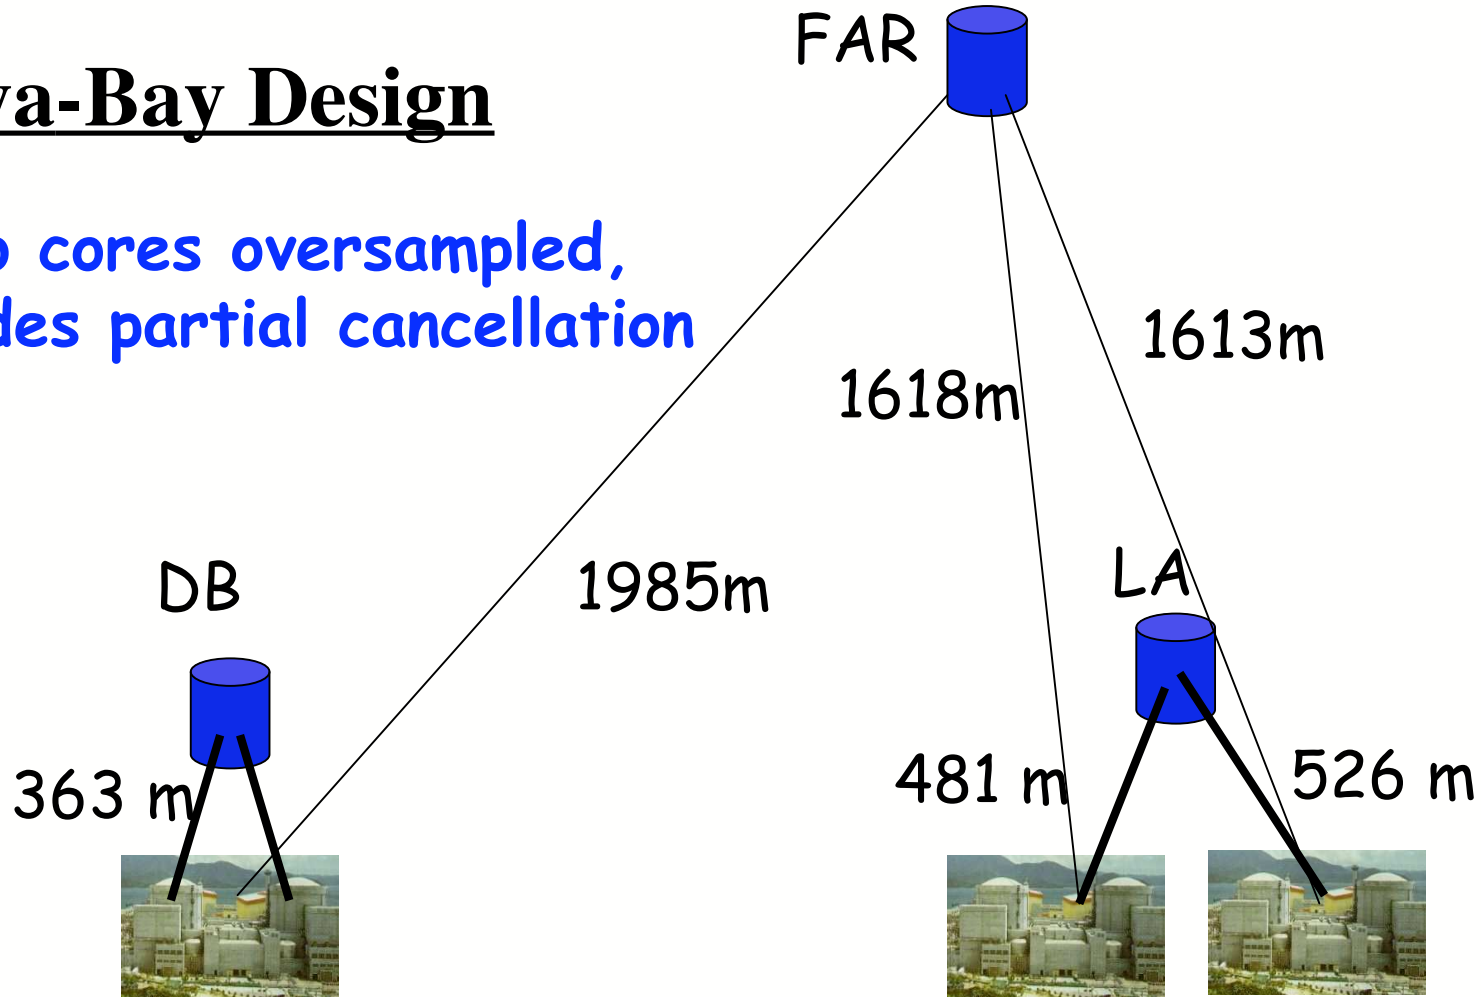 FAR
ya-Bay Design
cores oversampled,
des partial cancellation
1613m
1618m
DB
1985m
LA
363 m
481 m
526 m